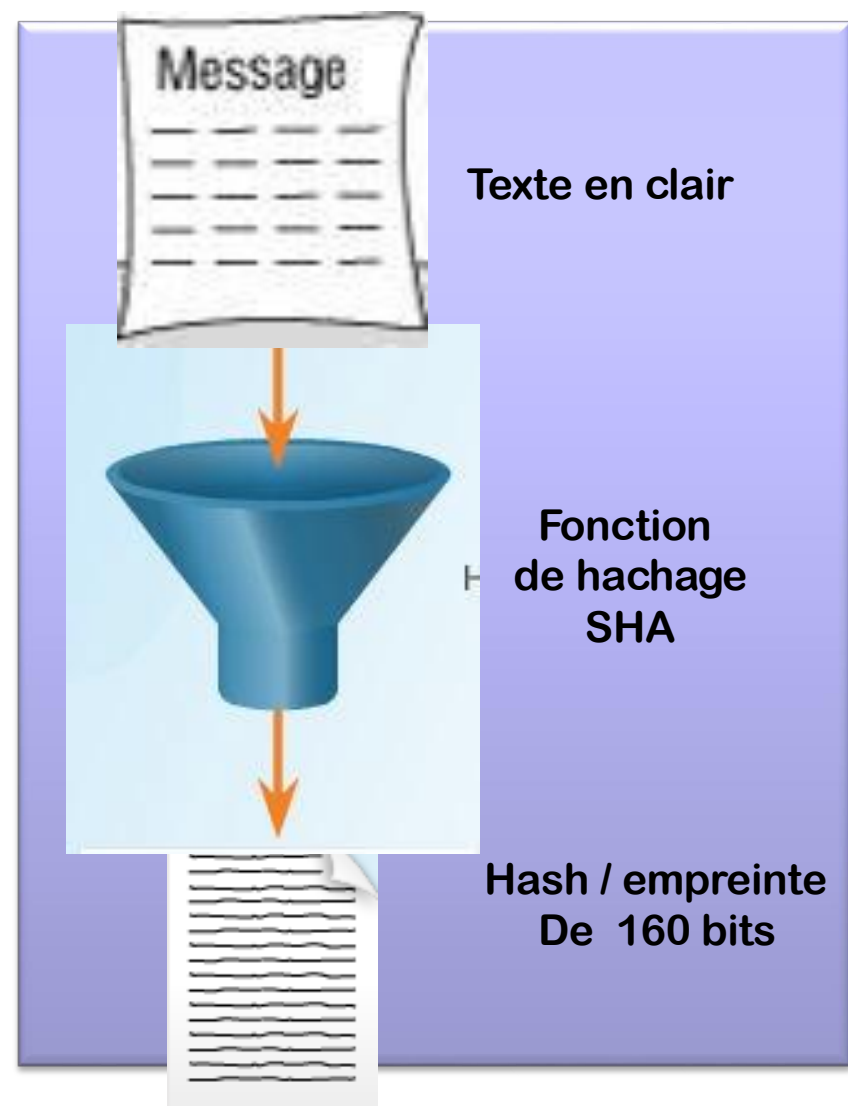 Message
Texte en clair
H
Fonction
de hachage
SHA
Hash / empreinte
De 160 bits